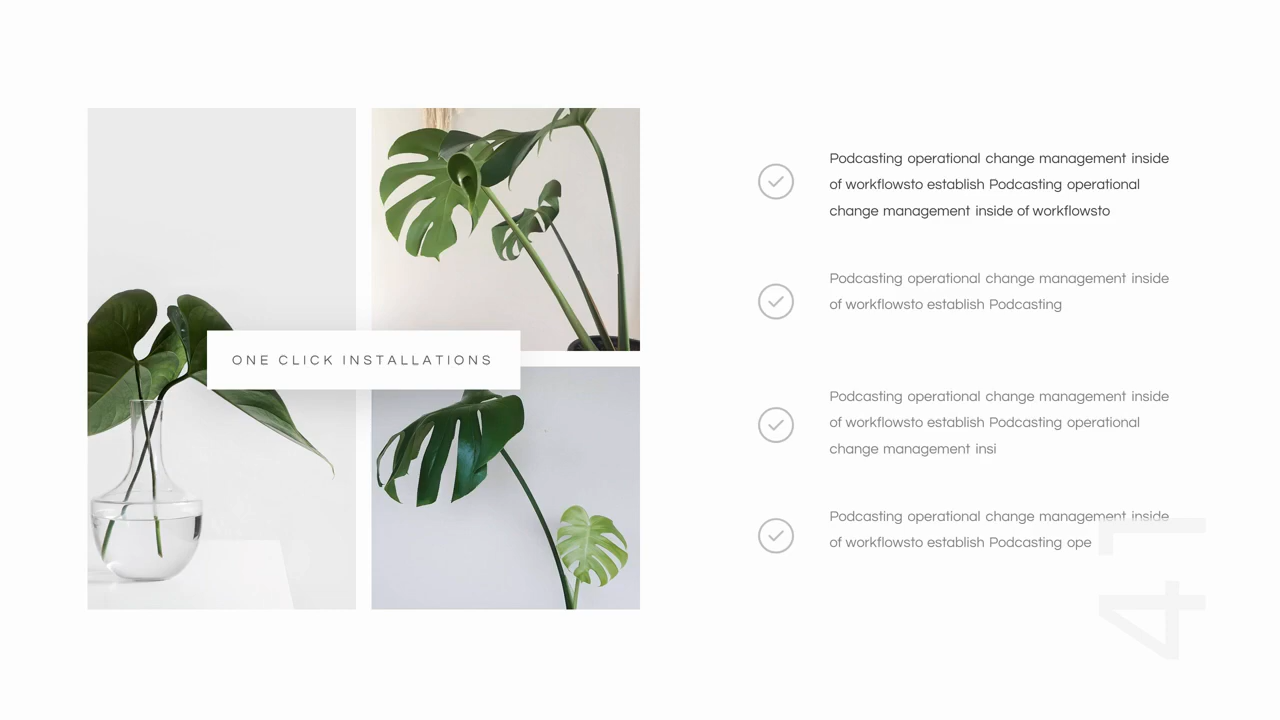 ONE CLICK INSTALLATIONS
Podcasting operational change management inside
of workflowsto establish Podcasting operational
change management inside of workflowsto
Podcasting operational change management inside
of workflowsto establish Podcasting
Podcasting operational change management inside
of workflowsto establish Podcasting operational
change management insi
Podcasting operational change management inside
of workflowsto establish Podcasting ope
41